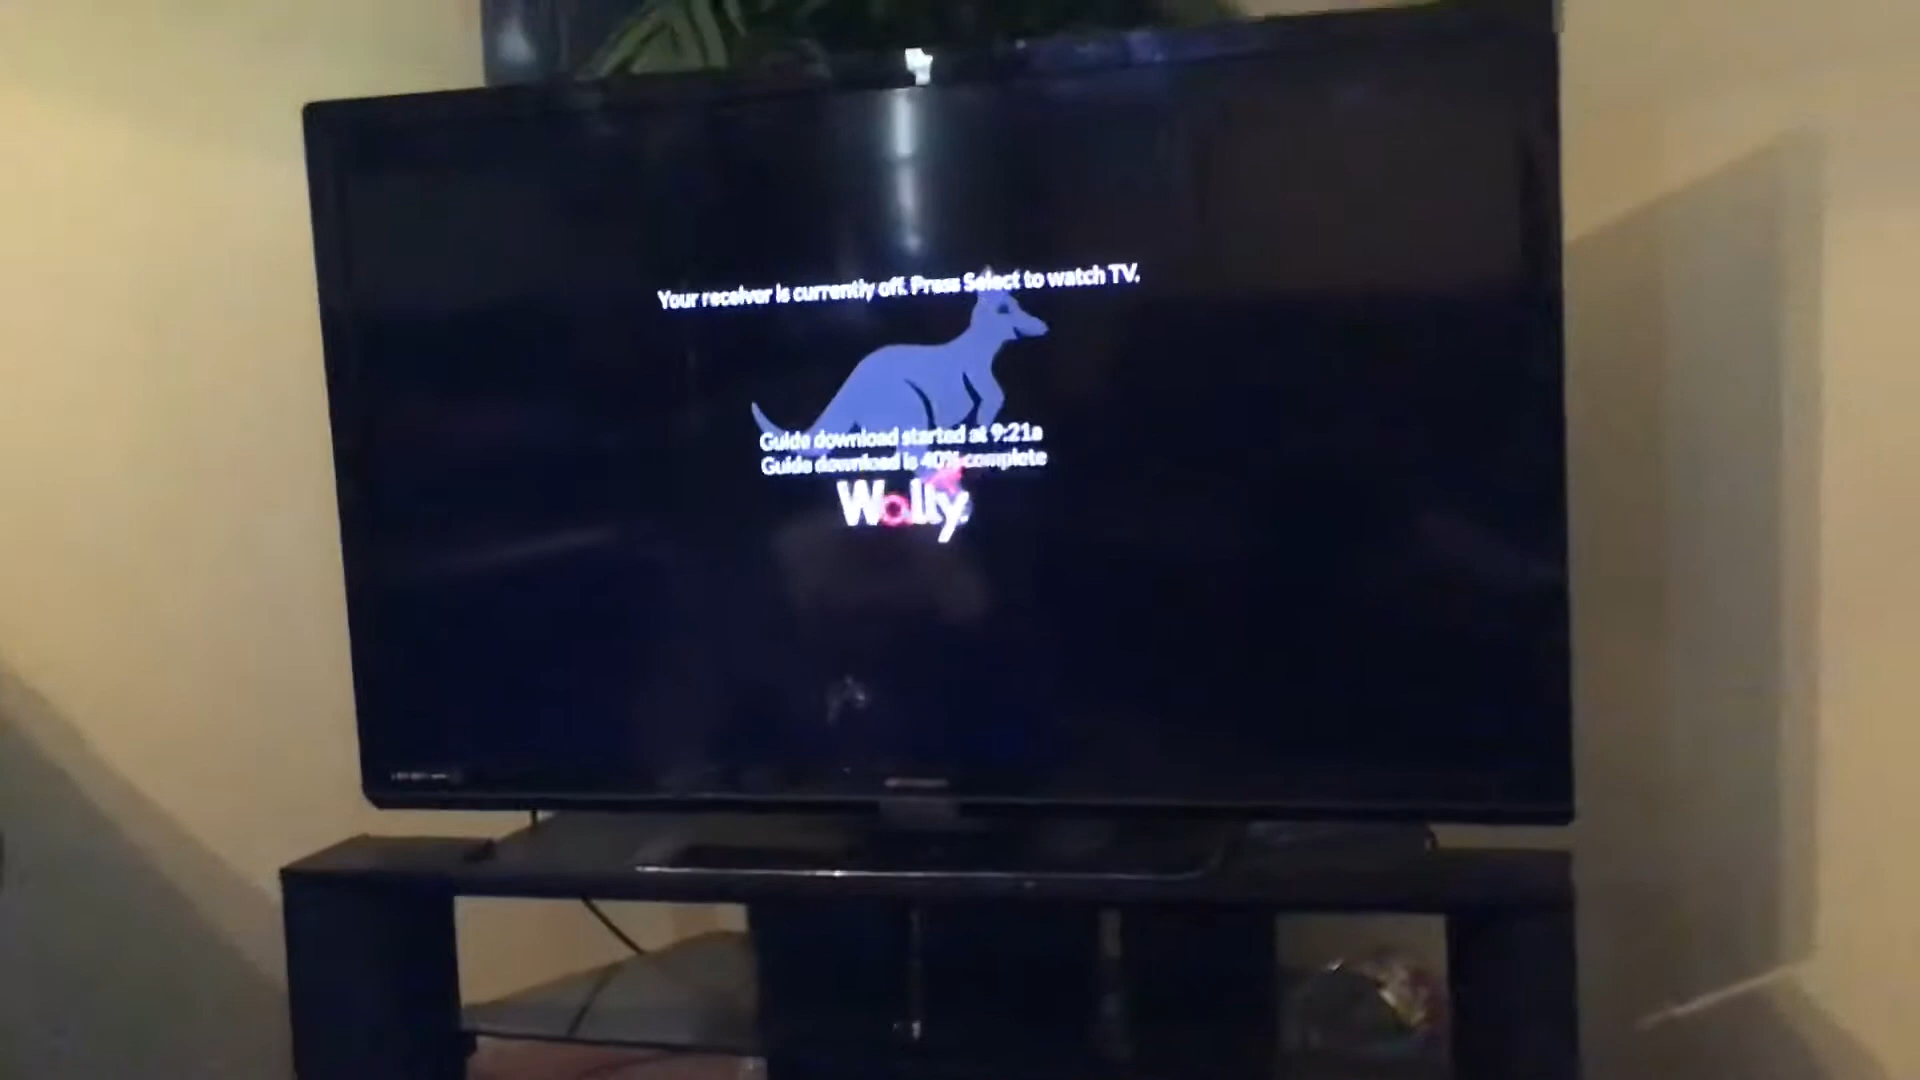 Your receiver is currently off. Press Select to watch TV.
Guide download started at 9:21a
Guide download is 40% complete
Wally